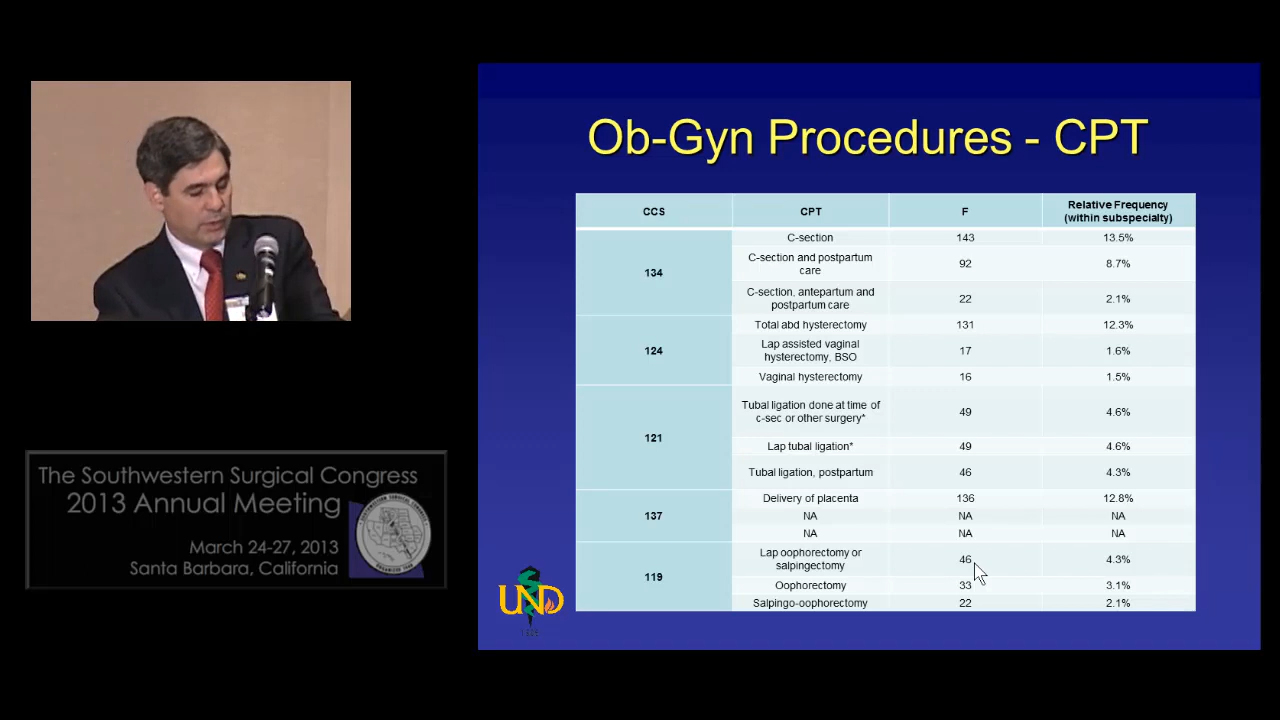 Ob-Gyn Procedures - CPT
CCS CPT F Relative Frequency
(within subspecialty)
134
C-section 143 13.5%
C-section and postpartum
care 92 8.7%
C-section, antepartum and
postpartum care 22 2.1%
124
Total abd hysterectomy 131 12.3%
Lap assisted vaginal
hysterectomy, BSO 17 1.6%
Vaginal hysterectomy 16 1.5%
121
Tubal ligation done at time of
c-sec or other surgery* 49 4.6%
Lap tubal ligation* 49 4.6%
Tubal ligation, postpartum 46 4.3%
137
Delivery of placenta 136 12.8%
NA NA NA
NA NA NA
119
Lap oophorectomy or
salpingectomy 46 4.3%
Oophorectomy 33 3.1%
Salpingo-oophorectomy 22 2.1%
UND
The Southwestern Surgical Congress
2013 Annual Meeting
March 24-27, 2013
Santa Barbara, California